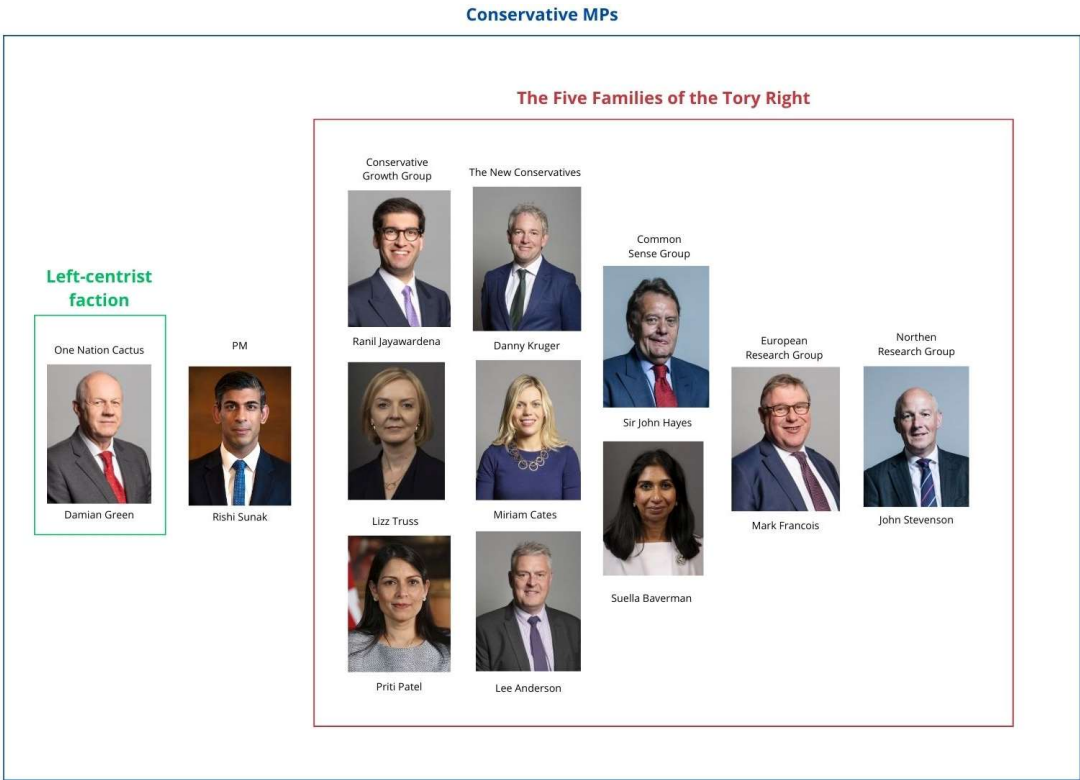 Conservative MPs
The Five Families of the Tory Right
Left-centrist
faction
One Nation Cactus
Damian Green
PM
Rishi Sunak
Conservative
Growth Group
Ranil Jayawardena
Lizz Truss
Priti Patel
The New Conservatives
Danny Kruger
Miriam Cates
Lee Anderson
Common
Sense Group
Sir John Hayes
Suella Baverman
European
Research Group
Mark Francois
Northen
Research Group
John Stevenson